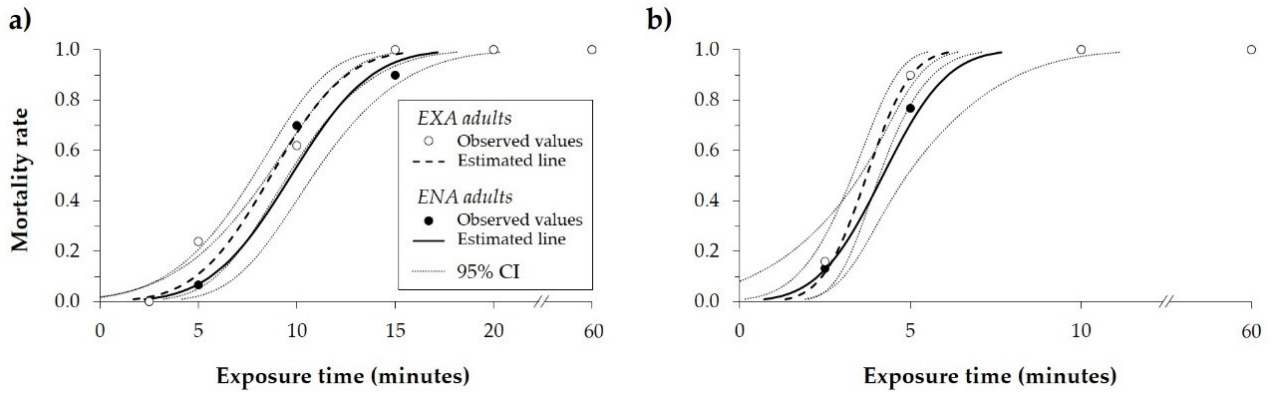 a)
1.0
0.8
0.6
0.4
0.2
0.0
Mortality rate
EXA adults
Observed values
Estimated line
ENA adults
Observed values
Estimated line
95% CI
0 5 10 15 20 60
Exposure time (minutes)
b)
1.0
0.8
0.6
0.4
0.2
0.0
0 5 10 60
Exposure time (minutes)